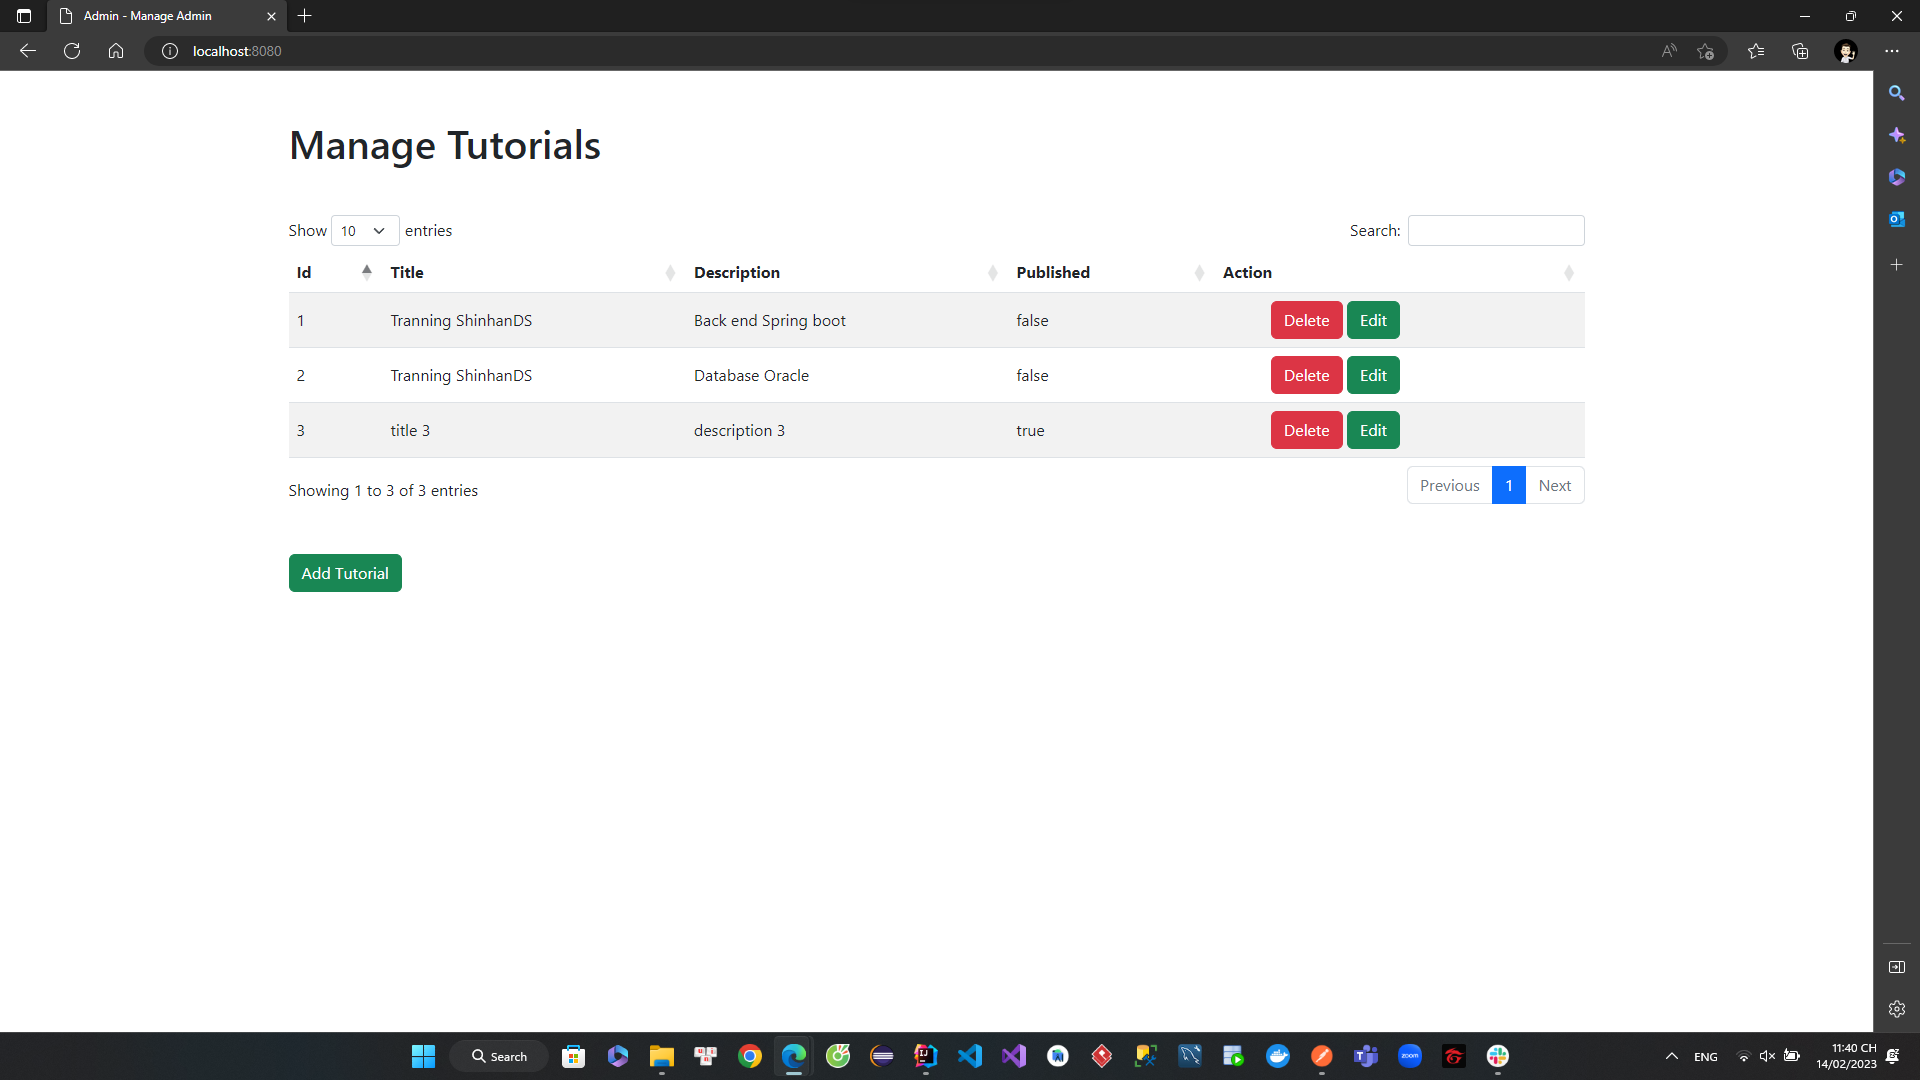 Admin - Manage Admin
localhost:8080
Manage Tutorials
Show 10 entries
Search:
Id Title Description Published Action
1 Tranning ShinhanDS Back end Spring boot false Delete Edit
2 Tranning ShinhanDS Database Oracle false Delete Edit
3 title 3 description 3 true Delete Edit
Showing 1 to 3 of 3 entries
Previous 1 Next
Add Tutorial
Search
zoom
ENG
11:40 CH
14/02/2023